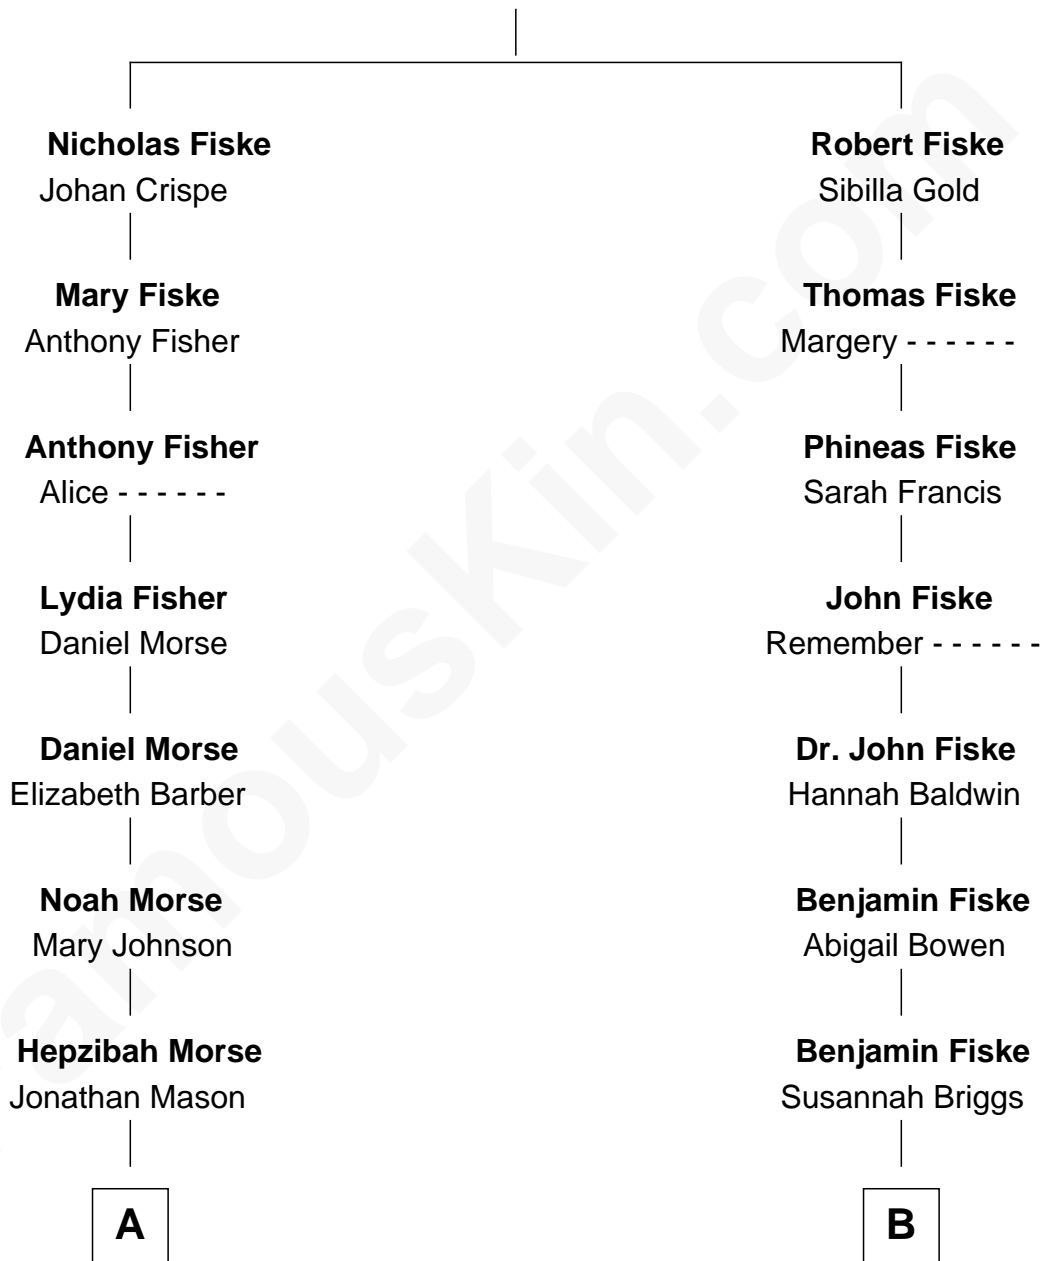 Nicholas Fiske
Johan Crispe
Robert Fiske
Sibilla Gold
Mary Fiske
Anthony Fisher
Thomas Fiske
Margery - - - - - -
Anthony Fisher
Alice - - - - - -
Phineas Fiske
Sarah Francis
Lydia Fisher
Daniel Morse
John Fiske
Remember - - - - - -
Daniel Morse
Elizabeth Barber
Dr. John Fiske
Hannah Baldwin
Noah Morse
Mary Johnson
Benjamin Fiske
Abigail Bowen
Hepzibah Morse
Jonathan Mason
Benjamin Fiske
Susannah Briggs
A
B
amouskin.com